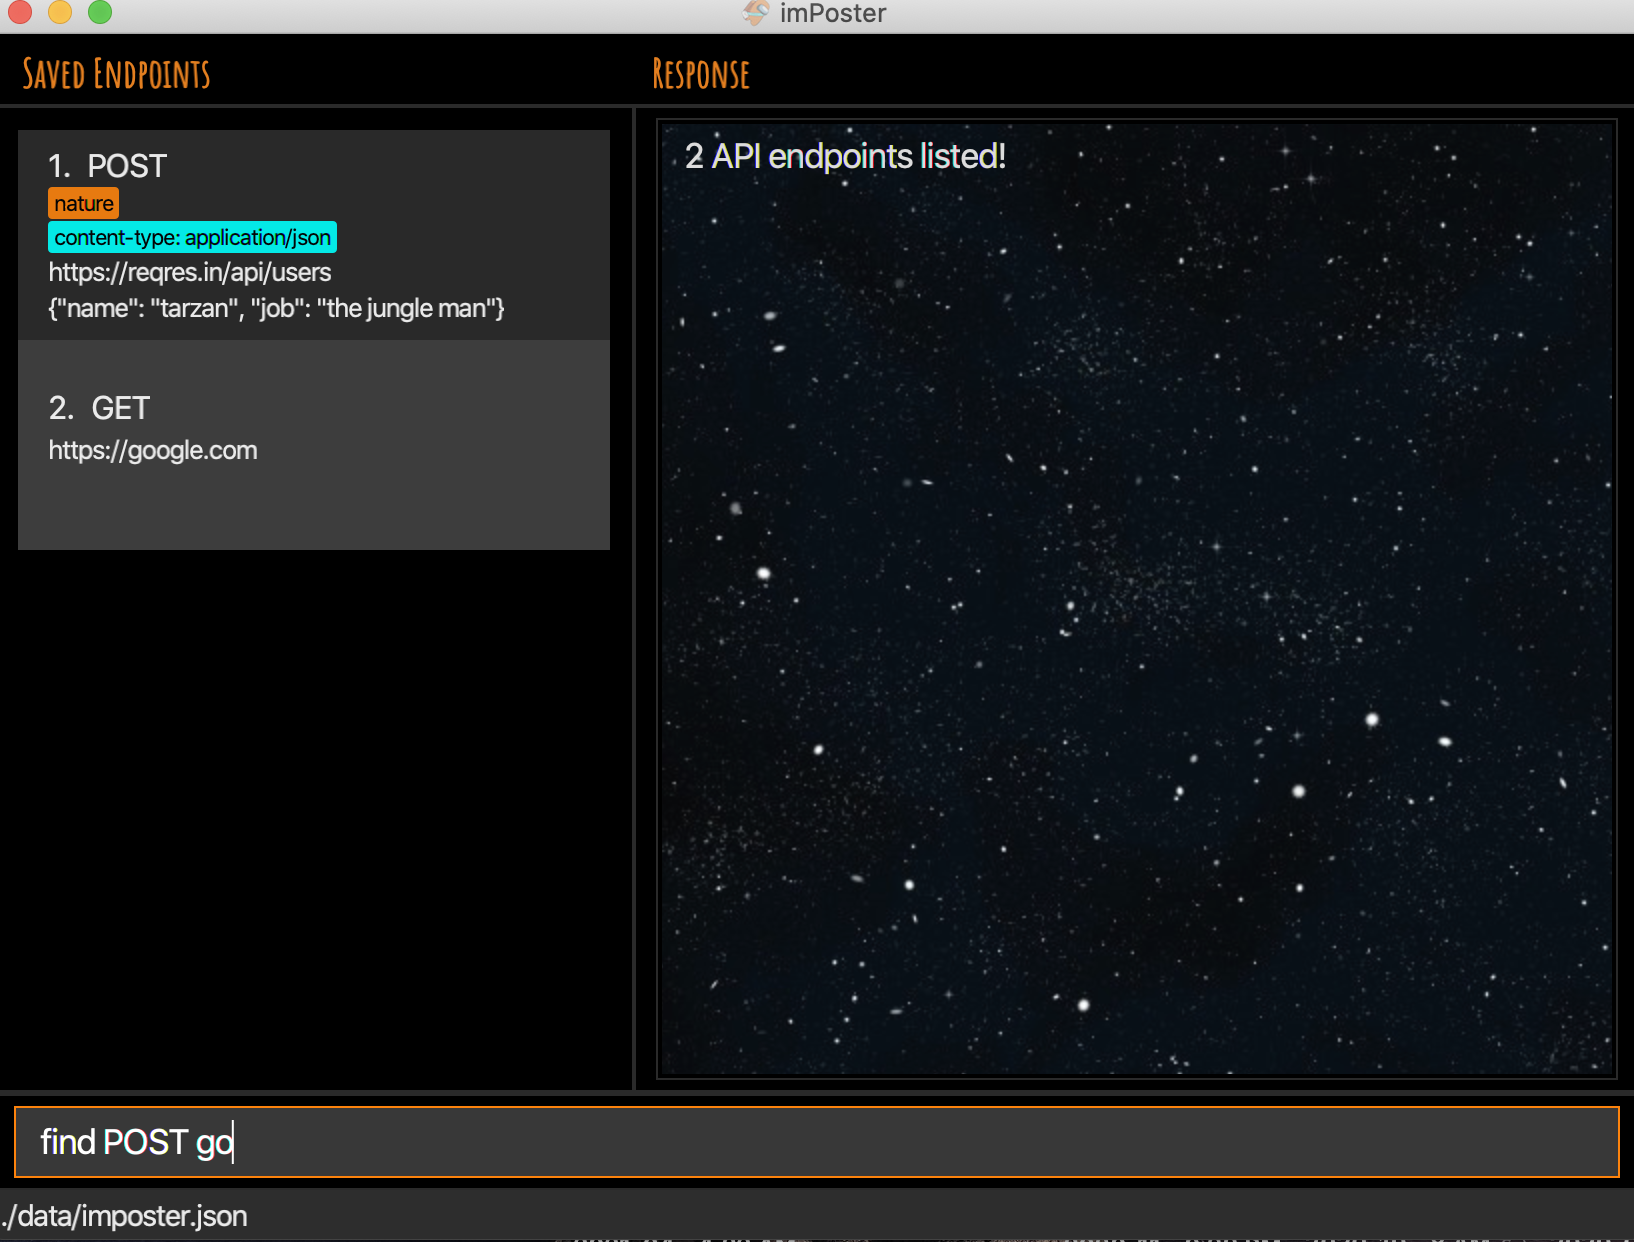 imPoster
Saved Endpoints
Response
1. POST
nature
content-type: application/json
https://reqres.in/api/users
{"name": "tarzan", "job": "the jungle man"}
2. GET
https://google.com
2 API endpoints listed!
find POST go
./data/imposter.json